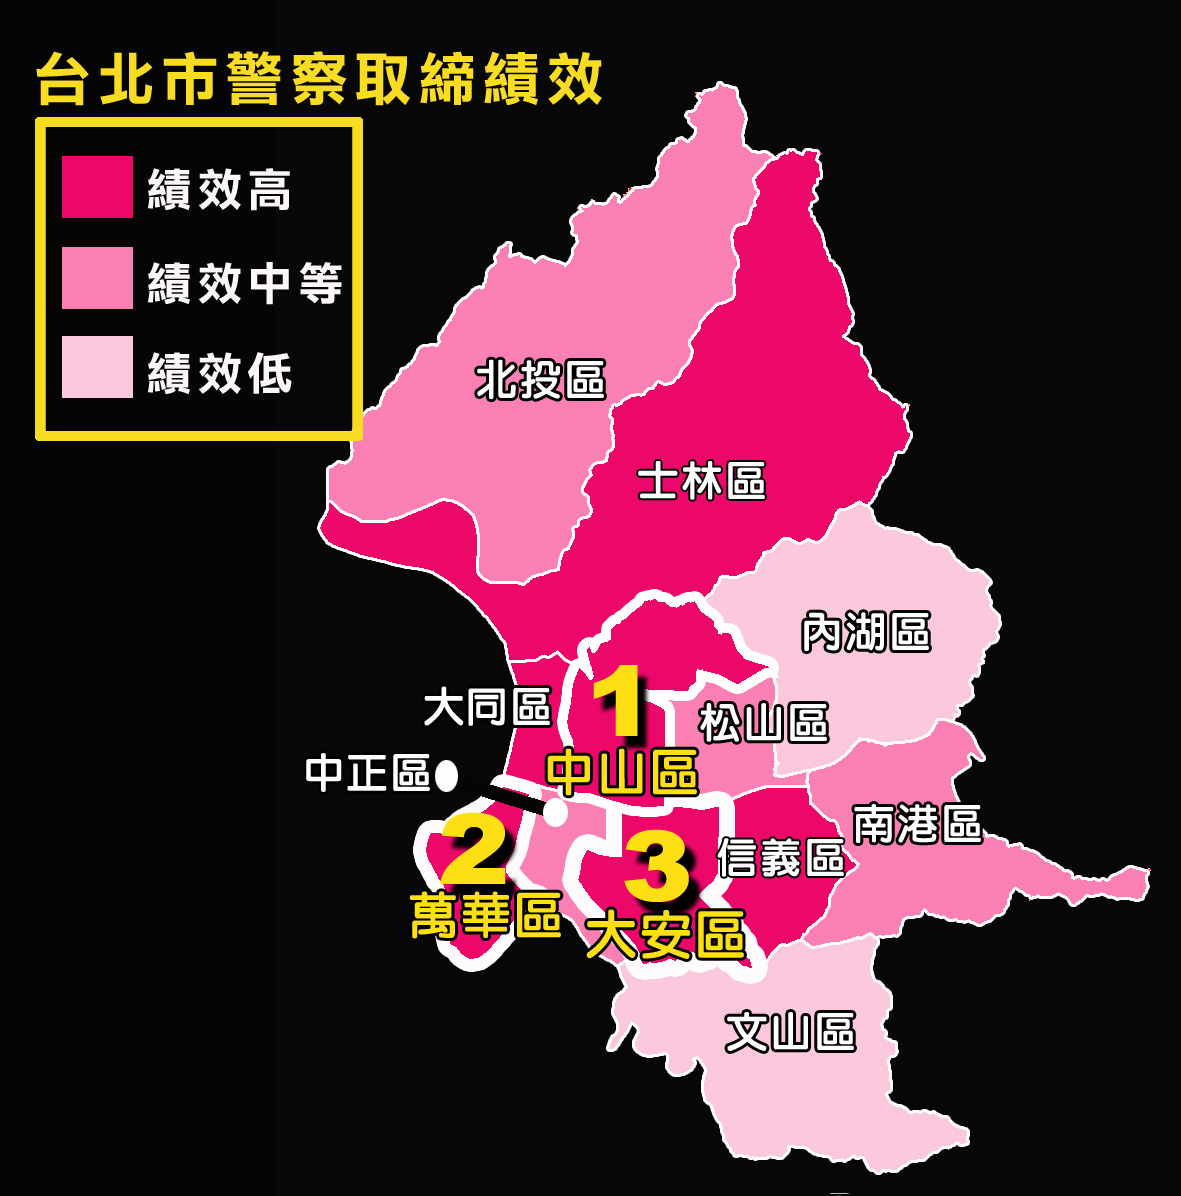 台北市警察取締績效
績效高
績效中等
績效低
北投區
士林區
內湖區
大同區
1
松山區
中正區
中山區
南港區
2
3
信義區
萬華區
大安區
文山區